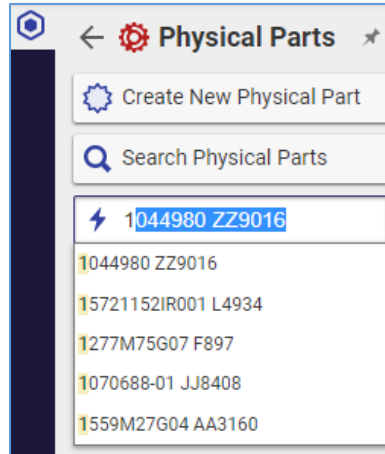 Physical Parts
Create New Physical Part
Search Physical Parts
1044980 ZZ9016
1044980 ZZ9016
15721152IR001 L4934
1277M75G07 F897
1070688-01 JJ8408
1559M27G04 AA3160